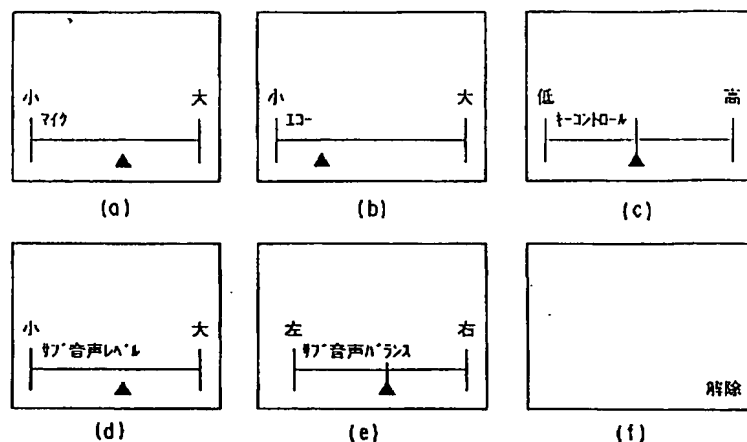 小 大
マイク
小 大
エコー
低 高
キーコントロール
(a) (b) (c)
小 大
サブ音声レベル
左 右
サブ音声バランス
解除
(d) (e) (f)